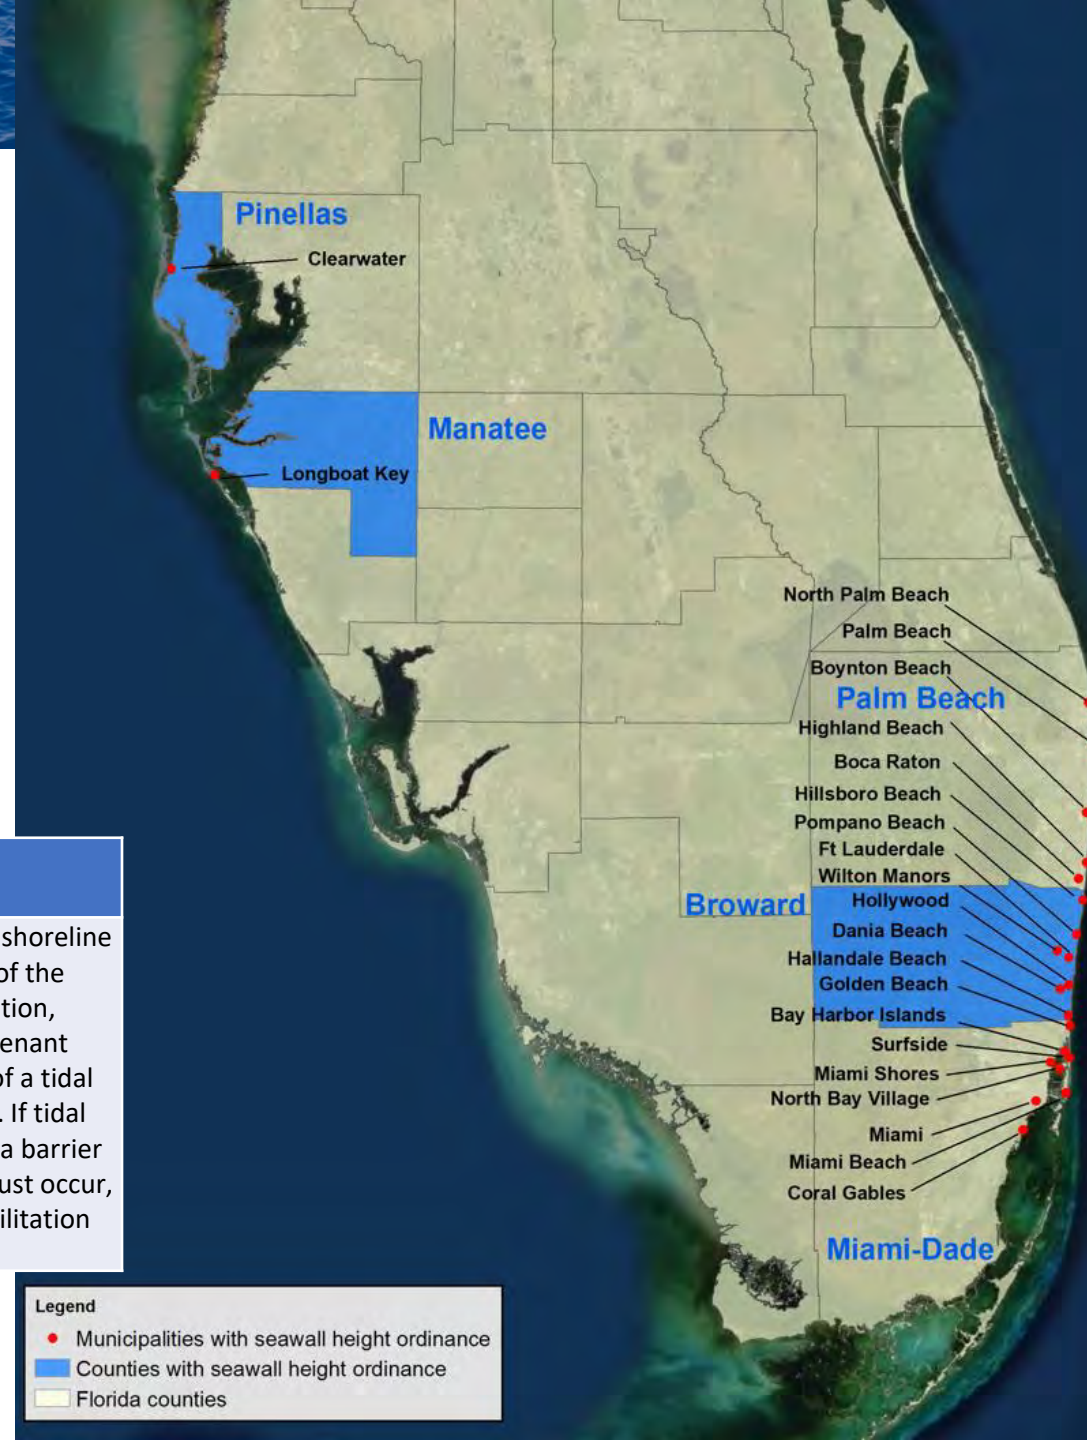 Pinellas
Clearwater
Manatee
Longboat Key
North Palm Beach
Palm Beach
Boynton Beach
Palm Beach
Highland Beach
Boca Raton
Hillsboro Beach
Pompano Beach
Ft Lauderdale
Wilton Manors
Broward
Hollywood
Dania Beach
Hallandale Beach
Golden Beach
Bay Harbor Islands
Surfside
Miami Shores
North Bay Village
Miami
Miami Beach
Coral Gables
Miami-Dade
shoreline
of the
tion,
enant
of a tidal
. If tidal
a barrier
ust occur,
ilitation
Legend
Municipalities with seawall height ordinance
Counties with seawall height ordinance
Florida counties